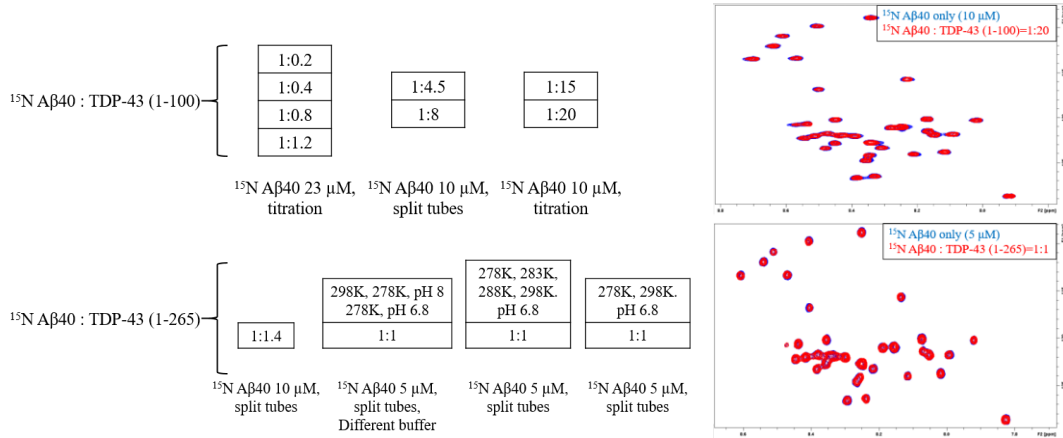 ¹⁵N Aβ40 : TDP-43 (1-100)
1:0.2
1:0.4
1:0.8
1:1.2
¹⁵N Aβ40 23 μM,
titration
1:4.5
1:8
¹⁵N Aβ40 10 μM,
split tubes
1:15
1:20
¹⁵N Aβ40 10 μM,
titration
¹⁵N Aβ40 only (10 μM)
¹⁵N Aβ40 : TDP-43 (1-100)=1:20
F2 [ppm]
¹⁵N Aβ40 : TDP-43 (1-265)
1:1.4
¹⁵N Aβ40 10 μM,
split tubes
298K, 278K, pH 8
278K, pH 6.8
1:1
¹⁵N Aβ40 5 μM,
split tubes,
Different buffer
278K, 283K,
288K, 298K.
pH 6.8
1:1
¹⁵N Aβ40 5 μM,
split tubes
278K, 298K.
pH 6.8
1:1
¹⁵N Aβ40 5 μM,
split tubes
¹⁵N Aβ40 only (5 μM)
¹⁵N Aβ40 : TDP-43 (1-265)=1:1
F2 [ppm]